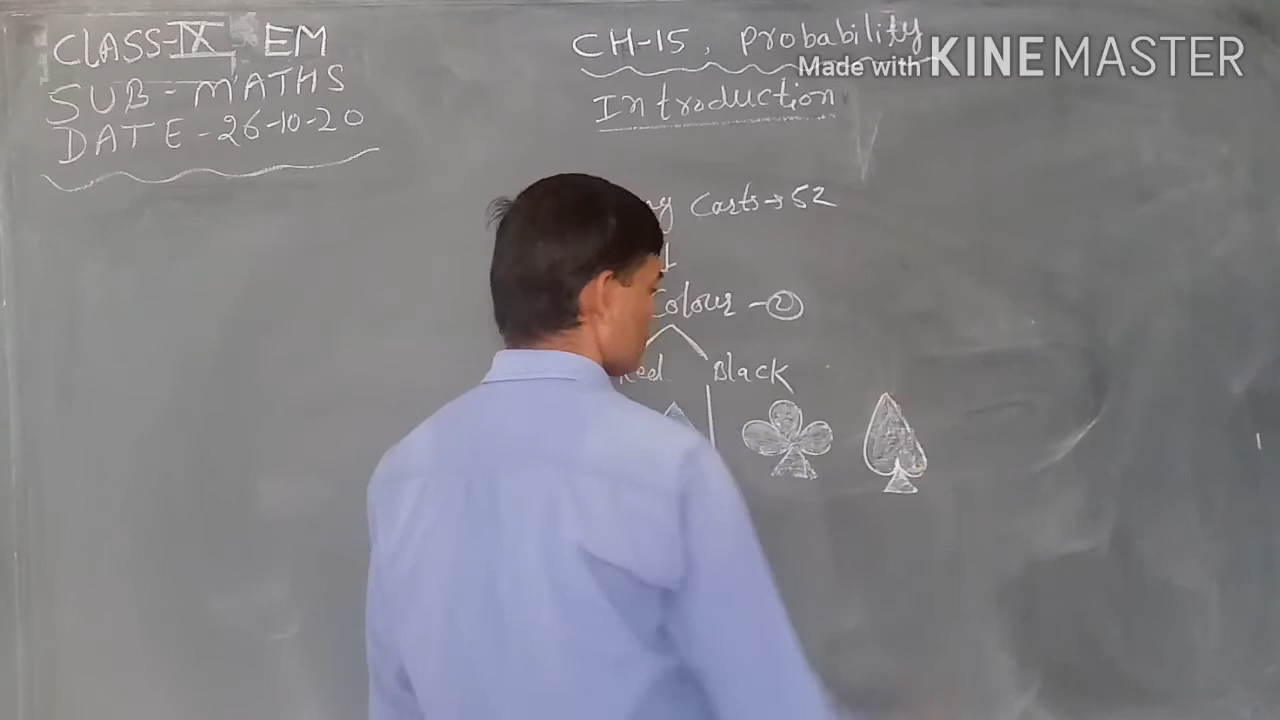 CLASS-IX EM
SUB-MATHS
DATE-26-10-20
CH-15, Probability
Made with KINEMASTER
Introduction
Carts→52
Colour-②
Red Black